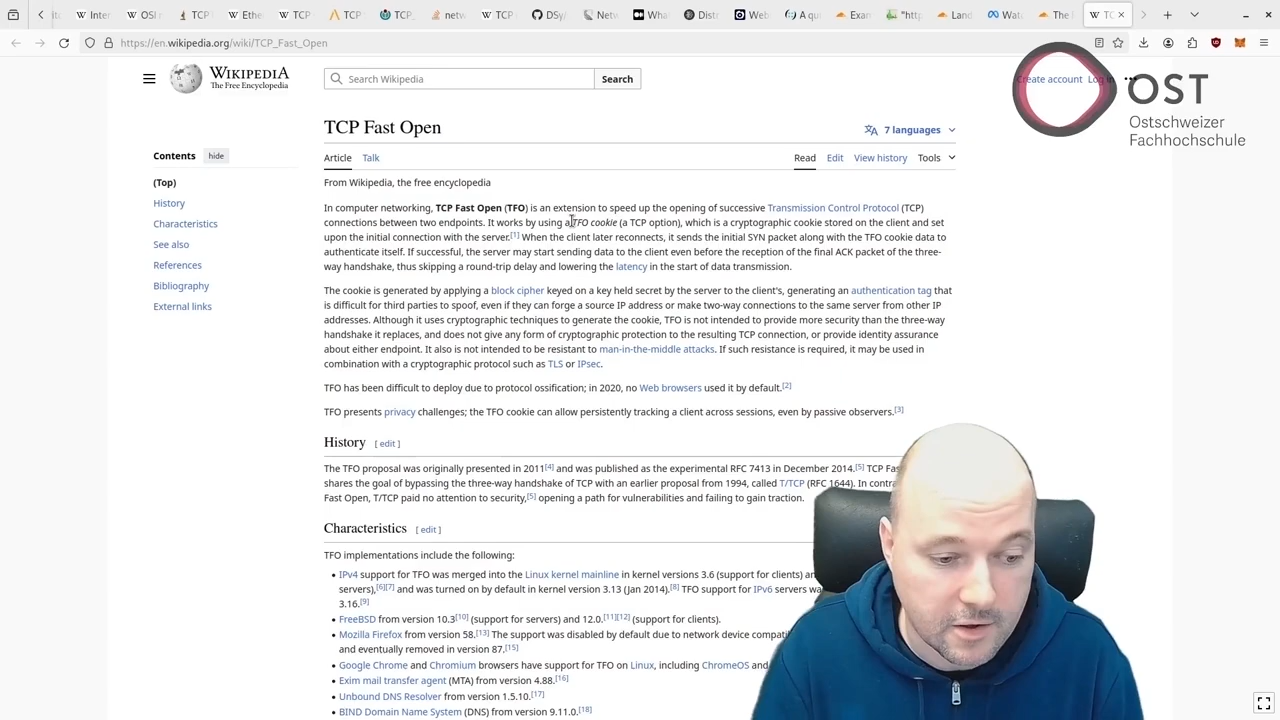 Inter
OSI
TCP
Ethe
TCP
TCP
TCP_
netw
TCP
DSy/
Netw
Wha
Distr
Web
Exan
"http
Land
Wate
The
TC
https://en.wikipedia.org/wiki/TCP_Fast_Open
WIKIPEDIA
The Free Encyclopedia
Search Wikipedia
Search
Create account Log in
OST
Ostschweizer
Fachhochschule
TCP Fast Open
7 languages
Contents hide
Article Talk
Read Edit View history Tools
(Top)
History
Characteristics
See also
References
Bibliography
External links
From Wikipedia, the free encyclopedia
In computer networking, TCP Fast Open (TFO) is an extension to speed up the opening of successive Transmission Control Protocol (TCP)
connections between two endpoints. It works by using a TFO cookie (a TCP option), which is a cryptographic cookie stored on the client and set
upon the initial connection with the server.[1] When the client later reconnects, it sends the initial SYN packet along with the TFO cookie data to
authenticate itself. If successful, the server may start sending data to the client even before the reception of the final ACK packet of the three-
way handshake, thus skipping a round-trip delay and lowering the latency in the start of data transmission.
The cookie is generated by applying a block cipher keyed on a key held secret by the server to the client's, generating an authentication tag that
is difficult for third parties to spoof, even if they can forge a source IP address or make two-way connections to the same server from other IP
addresses. Although it uses cryptographic techniques to generate the cookie, TFO is not intended to provide more security than the three-way
handshake it replaces, and does not give any form of cryptographic protection to the resulting TCP connection, or provide identity assurance
about either endpoint. It also is not intended to be resistant to man-in-the-middle attacks. If such resistance is required, it may be used in
combination with a cryptographic protocol such as TLS or IPsec.
TFO has been difficult to deploy due to protocol ossification; in 2020, no Web browsers used it by default.[2]
TFO presents privacy challenges; the TFO cookie can allow persistently tracking a client across sessions, even by passive observers.[3]
History [ edit ]
The TFO proposal was originally presented in 2011[4] and was published as the experimental RFC 7413 in December 2014.[5] TCP Fas
shares the goal of bypassing the three-way handshake of TCP with an earlier proposal from 1994, called T/TCP (RFC 1644). In contra
Fast Open, T/TCP paid no attention to security,[5] opening a path for vulnerabilities and failing to gain traction.
Characteristics [ edit ]
TFO implementations include the following:
• IPv4 support for TFO was merged into the Linux kernel mainline in kernel versions 3.6 (support for clients) an
servers),[6][7] and was turned on by default in kernel version 3.13 (Jan 2014).[8] TFO support for IPv6 servers wa
3.16.[9]
• FreeBSD from version 10.3[10] (support for servers) and 12.0.[11][12] (support for clients).
• Mozilla Firefox from version 58.[13] The support was disabled by default due to network device compati
and eventually removed in version 87.[15]
• Google Chrome and Chromium browsers have support for TFO on Linux, including ChromeOS and
• Exim mail transfer agent (MTA) from version 4.88.[16]
• Unbound DNS Resolver from version 1.5.10.[17]
• BIND Domain Name System (DNS) from version 9.11.0.[18]